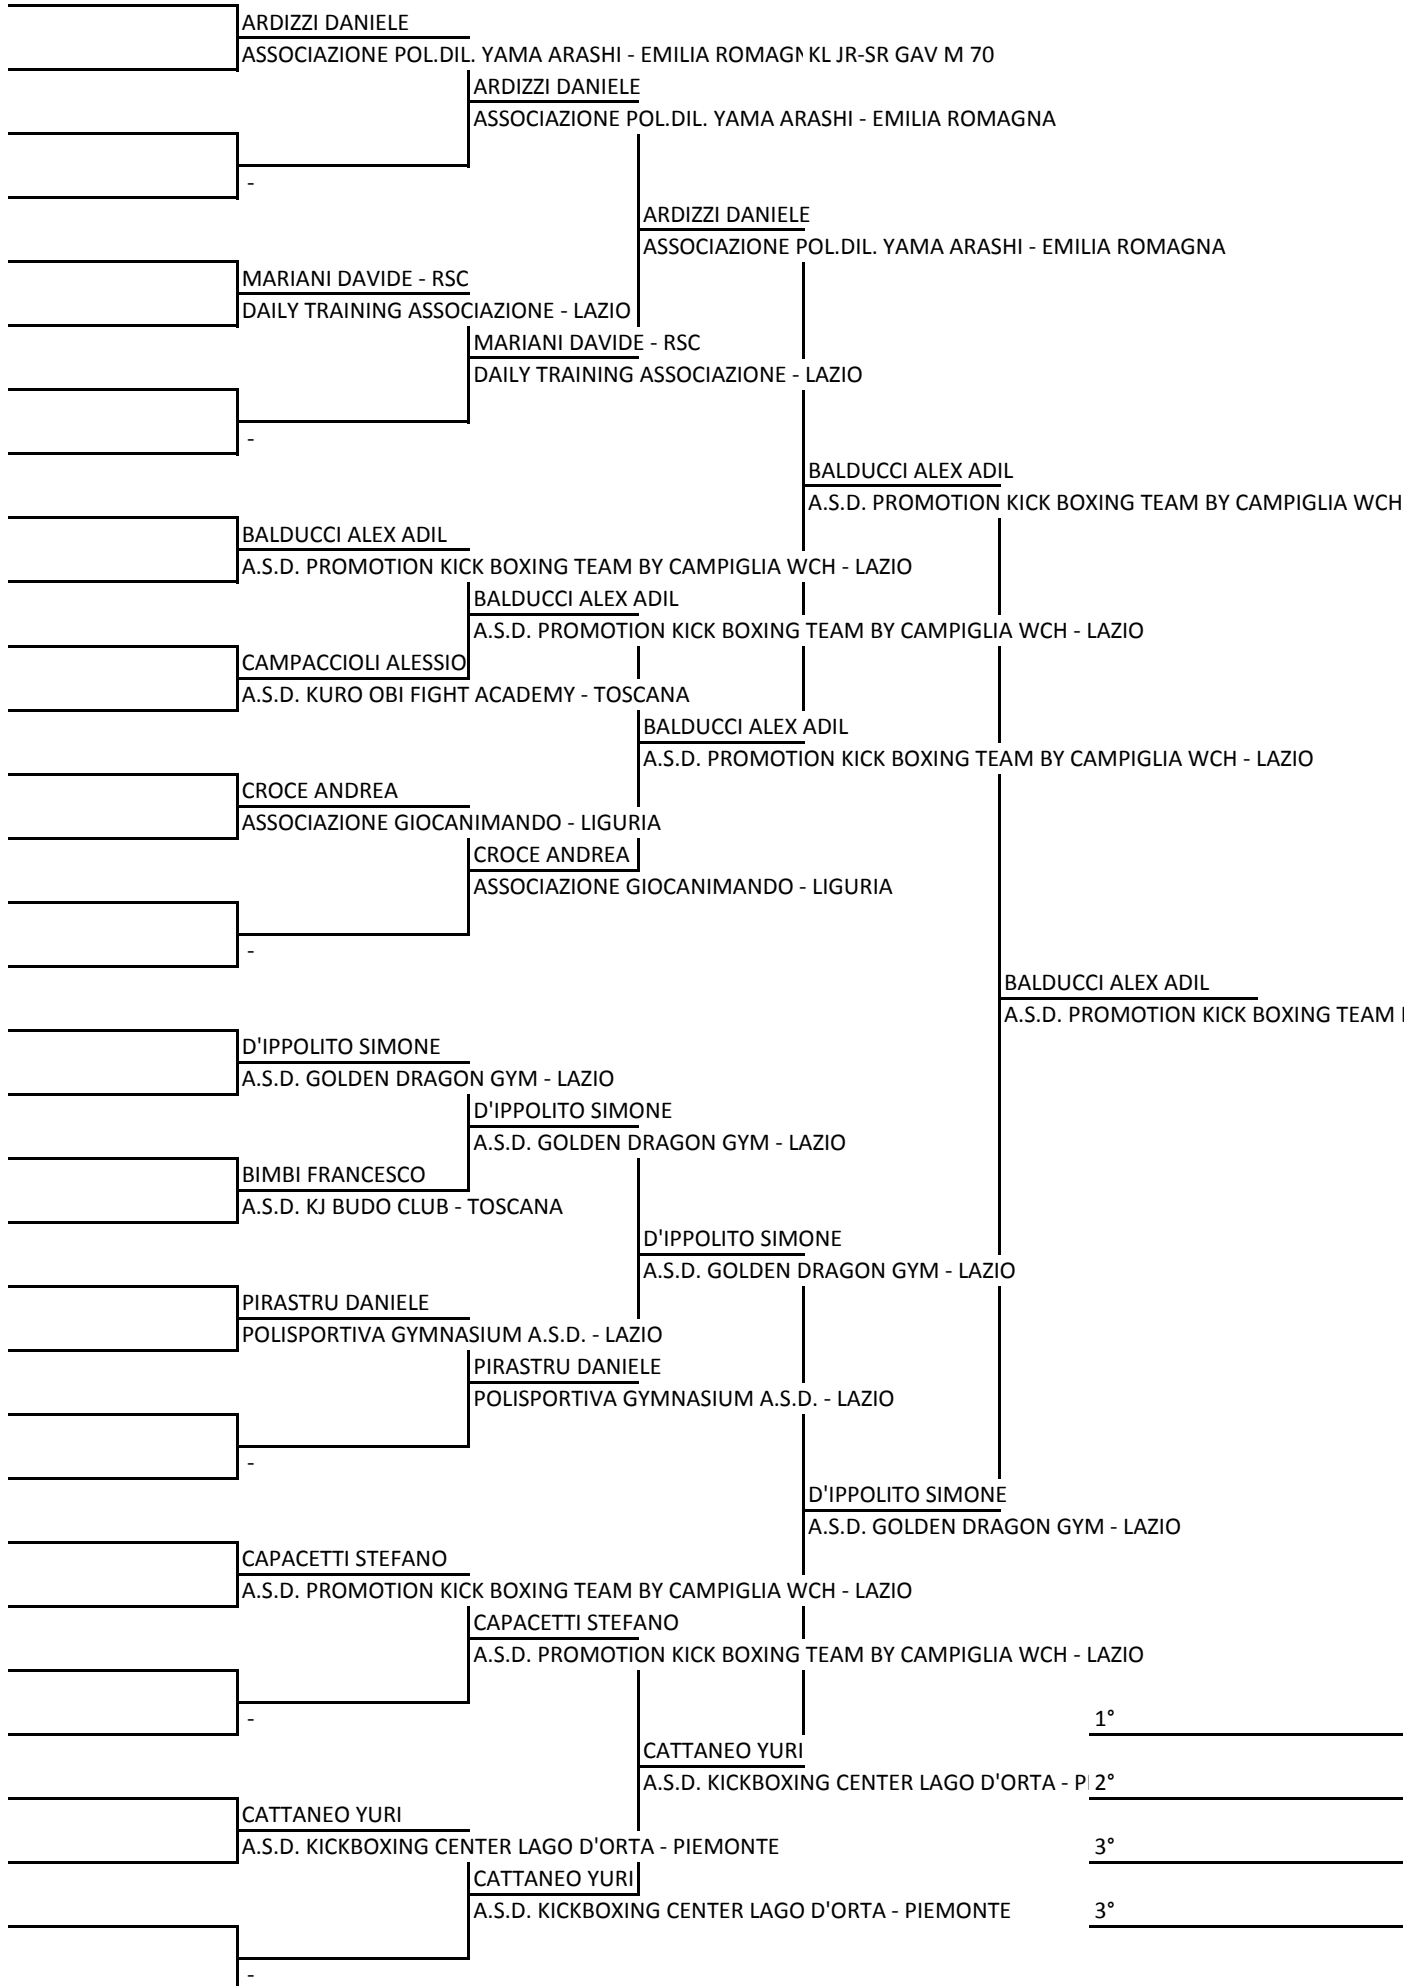 ARDIZZI DANIELE
ASSOCIAZIONE POL.DIL. YAMA ARASHI - EMILIA ROMAGN KL JR-SR GAV M 70
ARDIZZI DANIELE
ASSOCIAZIONE POL.DIL. YAMA ARASHI - EMILIA ROMAGNA
-
ARDIZZI DANIELE
ASSOCIAZIONE POL.DIL. YAMA ARASHI - EMILIA ROMAGNA
MARIANI DAVIDE - RSC
DAILY TRAINING ASSOCIAZIONE - LAZIO
MARIANI DAVIDE - RSC
DAILY TRAINING ASSOCIAZIONE - LAZIO
-
BALDUCCI ALEX ADIL
A.S.D. PROMOTION KICK BOXING TEAM BY CAMPIGLIA WCH
BALDUCCI ALEX ADIL
A.S.D. PROMOTION KICK BOXING TEAM BY CAMPIGLIA WCH - LAZIO
BALDUCCI ALEX ADIL
A.S.D. PROMOTION KICK BOXING TEAM BY CAMPIGLIA WCH - LAZIO
CAMPACCIOLI ALESSIO
A.S.D. KURO OBI FIGHT ACADEMY - TOSCANA
BALDUCCI ALEX ADIL
A.S.D. PROMOTION KICK BOXING TEAM BY CAMPIGLIA WCH - LAZIO
CROCE ANDREA
ASSOCIAZIONE GIOCANIMANDO - LIGURIA
CROCE ANDREA
ASSOCIAZIONE GIOCANIMANDO - LIGURIA
-
BALDUCCI ALEX ADIL
A.S.D. PROMOTION KICK BOXING TEAM
D'IPPOLITO SIMONE
A.S.D. GOLDEN DRAGON GYM - LAZIO
D'IPPOLITO SIMONE
A.S.D. GOLDEN DRAGON GYM - LAZIO
BIMBI FRANCESCO
A.S.D. KJ BUDO CLUB - TOSCANA
D'IPPOLITO SIMONE
A.S.D. GOLDEN DRAGON GYM - LAZIO
PIRASTRU DANIELE
POLISPORTIVA GYMNASIUM A.S.D. - LAZIO
PIRASTRU DANIELE
POLISPORTIVA GYMNASIUM A.S.D. - LAZIO
-
D'IPPOLITO SIMONE
A.S.D. GOLDEN DRAGON GYM - LAZIO
CAPACETTI STEFANO
A.S.D. PROMOTION KICK BOXING TEAM BY CAMPIGLIA WCH - LAZIO
CAPACETTI STEFANO
A.S.D. PROMOTION KICK BOXING TEAM BY CAMPIGLIA WCH - LAZIO
- 1°
CATTANEO YURI
A.S.D. KICKBOXING CENTER LAGO D'ORTA - PI 2°
CATTANEO YURI
A.S.D. KICKBOXING CENTER LAGO D'ORTA - PIEMONTE 3°
CATTANEO YURI
A.S.D. KICKBOXING CENTER LAGO D'ORTA - PIEMONTE 3°
-